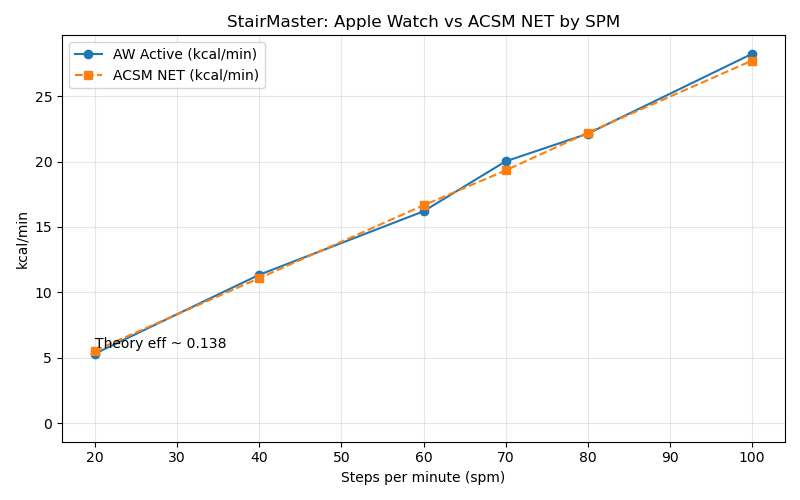 StairMaster: Apple Watch vs ACSM NET by SPM
AW Active (kcal/min)
ACSM NET (kcal/min)
25
20
15
10
5
0
kcal/min
Theory eff ~ 0.138
20 30 40 50 60 70 80 90 100
Steps per minute (spm)